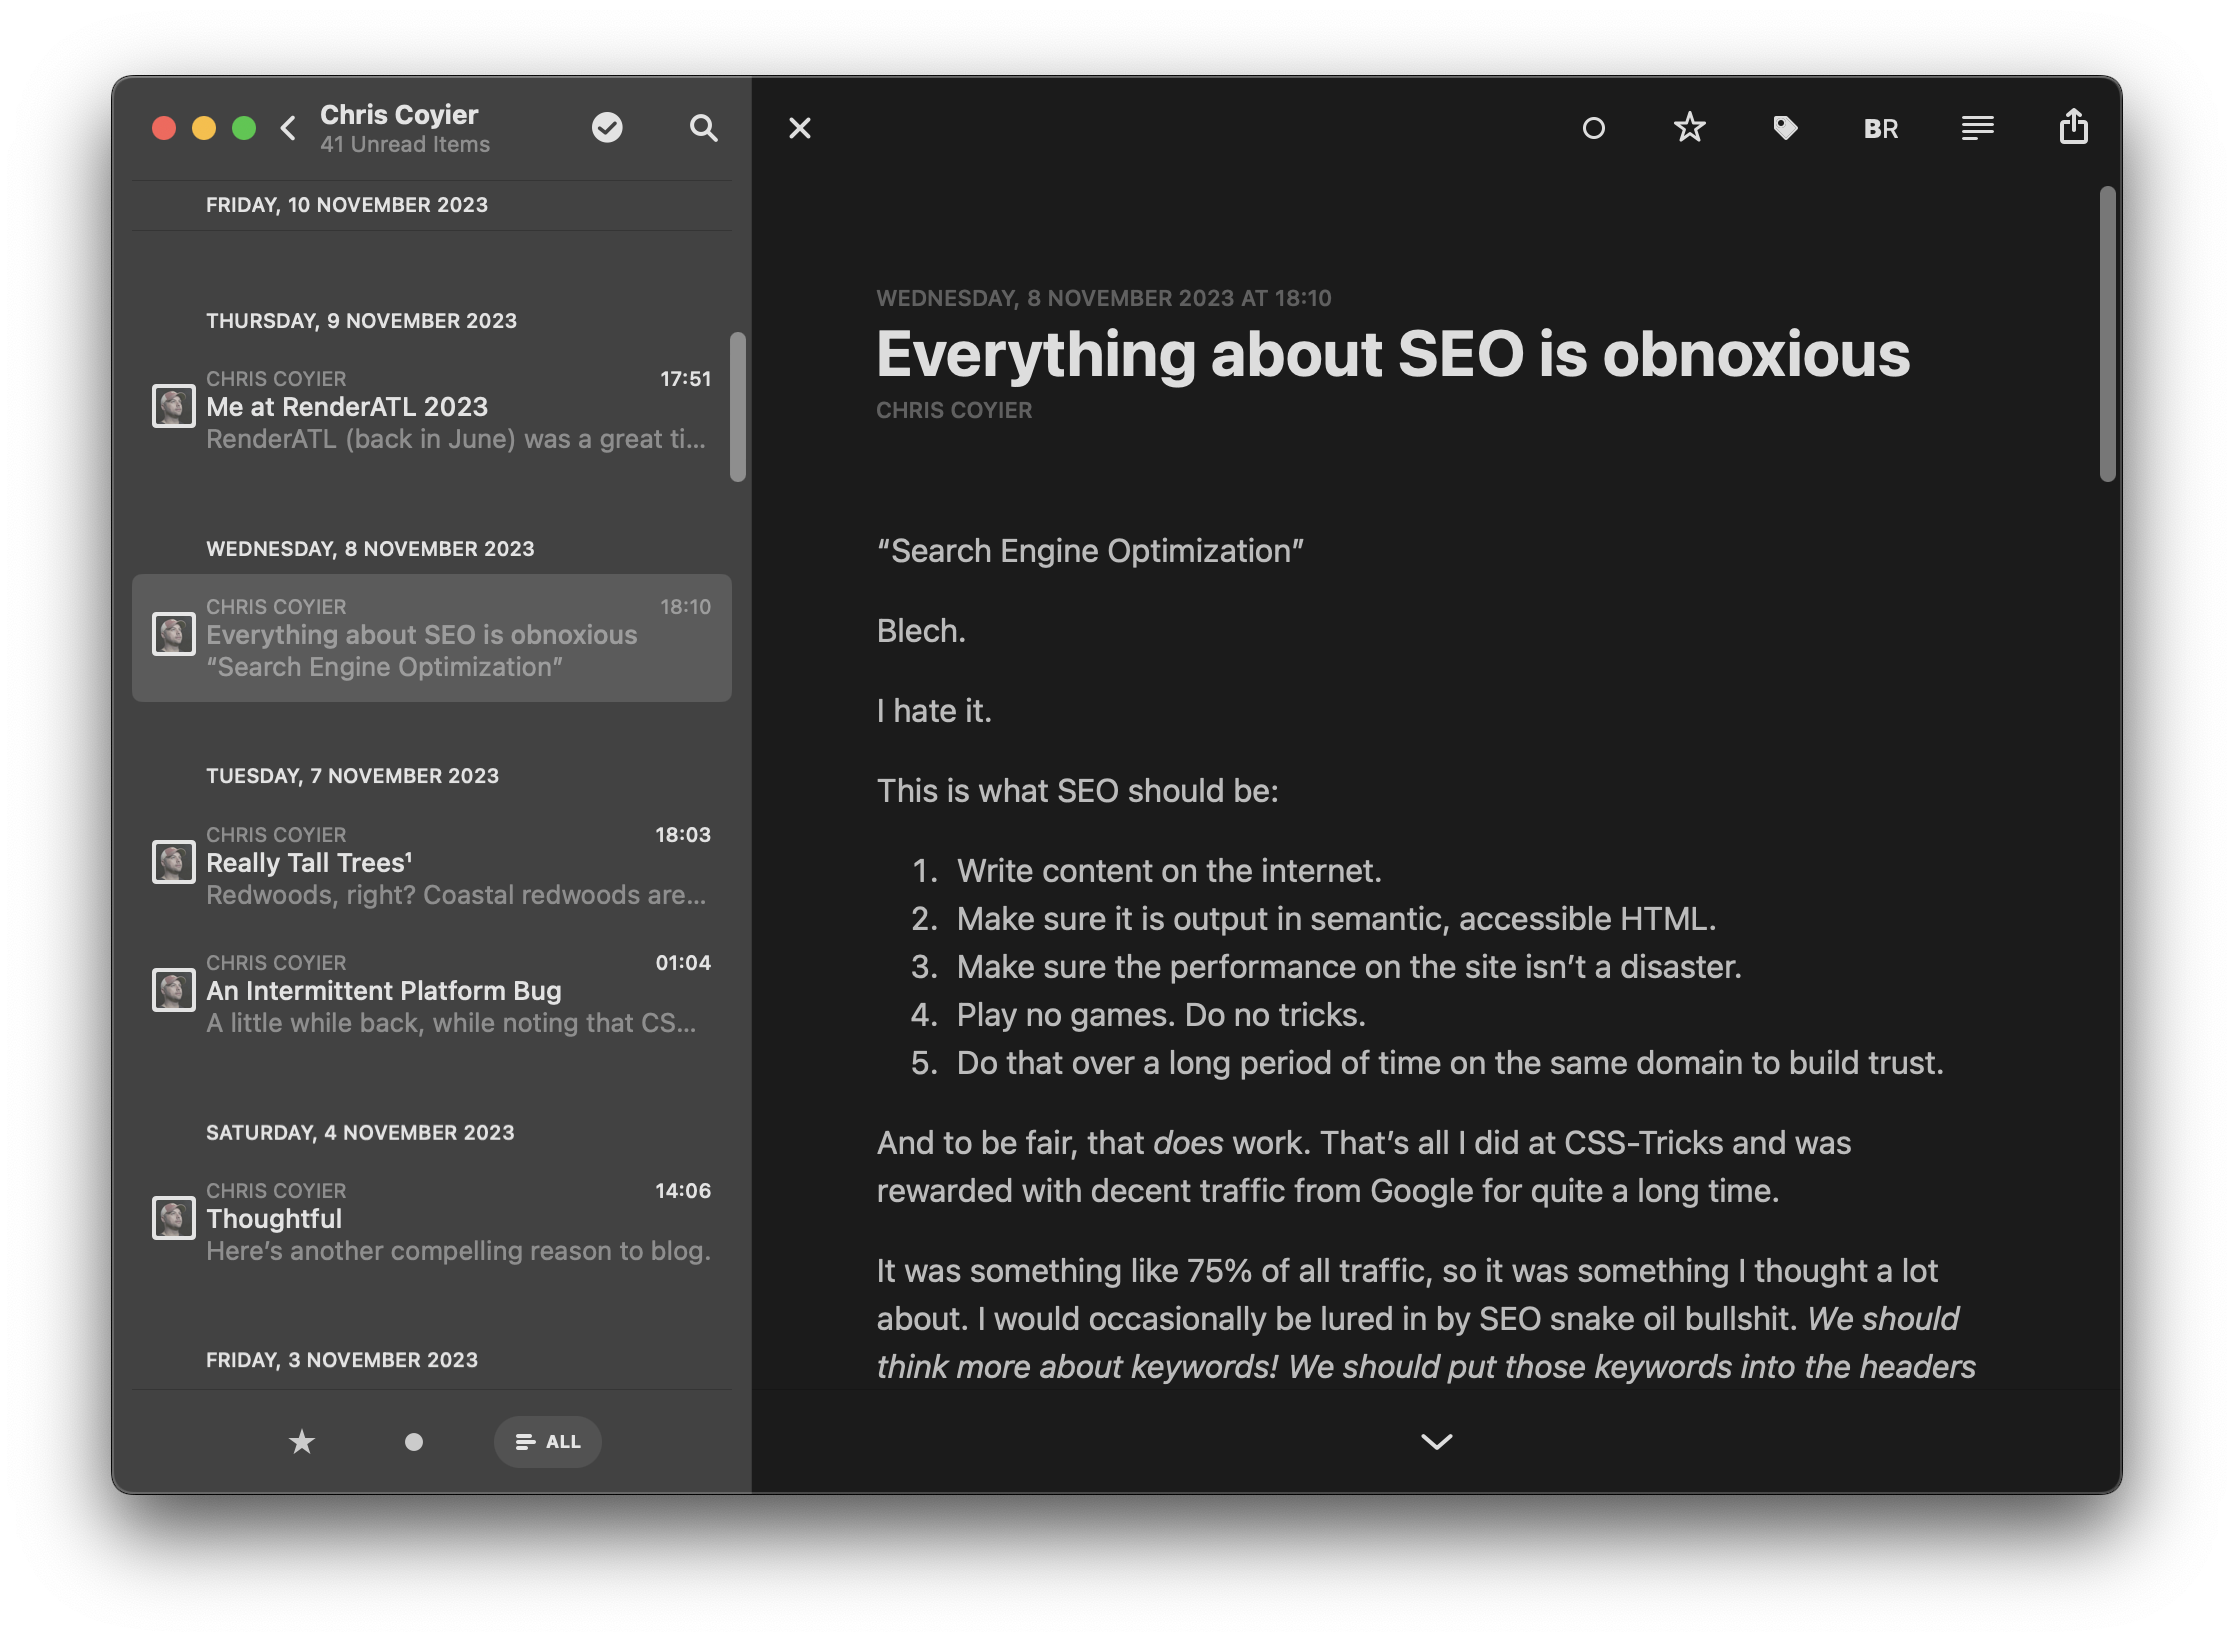 Chris Coyier
41 Unread Items
FRIDAY, 10 NOVEMBER 2023
THURSDAY, 9 NOVEMBER 2023
CHRIS COYIER 17:51
Me at RenderATL 2023
RenderATL (back in June) was a great ti...
WEDNESDAY, 8 NOVEMBER 2023
CHRIS COYIER 18:10
Everything about SEO is obnoxious
“Search Engine Optimization”
TUESDAY, 7 NOVEMBER 2023
CHRIS COYIER 18:03
Really Tall Trees¹
Redwoods, right? Coastal redwoods are...
CHRIS COYIER 01:04
An Intermittent Platform Bug
A little while back, while noting that CS...
SATURDAY, 4 NOVEMBER 2023
CHRIS COYIER 14:06
Thoughtful
Here’s another compelling reason to blog.
FRIDAY, 3 NOVEMBER 2023
ALL
BR
WEDNESDAY, 8 NOVEMBER 2023 AT 18:10
Everything about SEO is obnoxious
CHRIS COYIER
“Search Engine Optimization”
Blech.
I hate it.
This is what SEO should be:
1. Write content on the internet.
2. Make sure it is output in semantic, accessible HTML.
3. Make sure the performance on the site isn’t a disaster.
4. Play no games. Do no tricks.
5. Do that over a long period of time on the same domain to build trust.
And to be fair, that does work. That’s all I did at CSS-Tricks and was
rewarded with decent traffic from Google for quite a long time.
It was something like 75% of all traffic, so it was something I thought a lot
about. I would occasionally be lured in by SEO snake oil bullshit. We should
think more about keywords! We should put those keywords into the headers